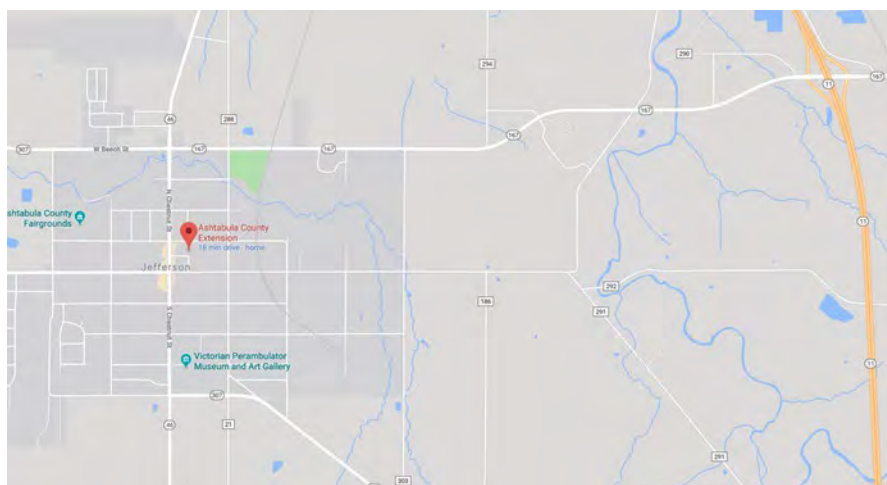 290
294
167
11
46
288
167
167
307
W Beech St
167
167
N Chestnut St
Ashtabula County
Fairgrounds
Ashtabula County
Extension
18 min drive · home
11
Jefferson
292
186
291
S Chestnut St
Victorian Perambulator
Museum and Art Gallery
11
307
46
21
291
303